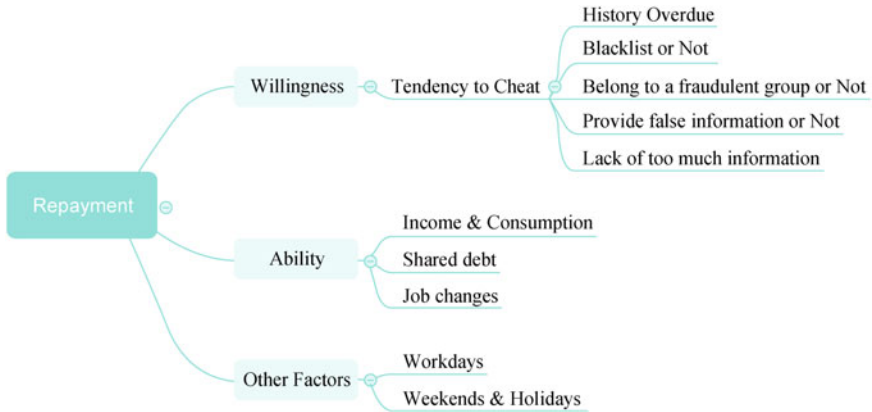 Repayment
Willingness
Tendency to Cheat
History Overdue
Blacklist or Not
Belong to a fraudulent group or Not
Provide false information or Not
Lack of too much information
Ability
Income & Consumption
Shared debt
Job changes
Other Factors
Workdays
Weekends & Holidays